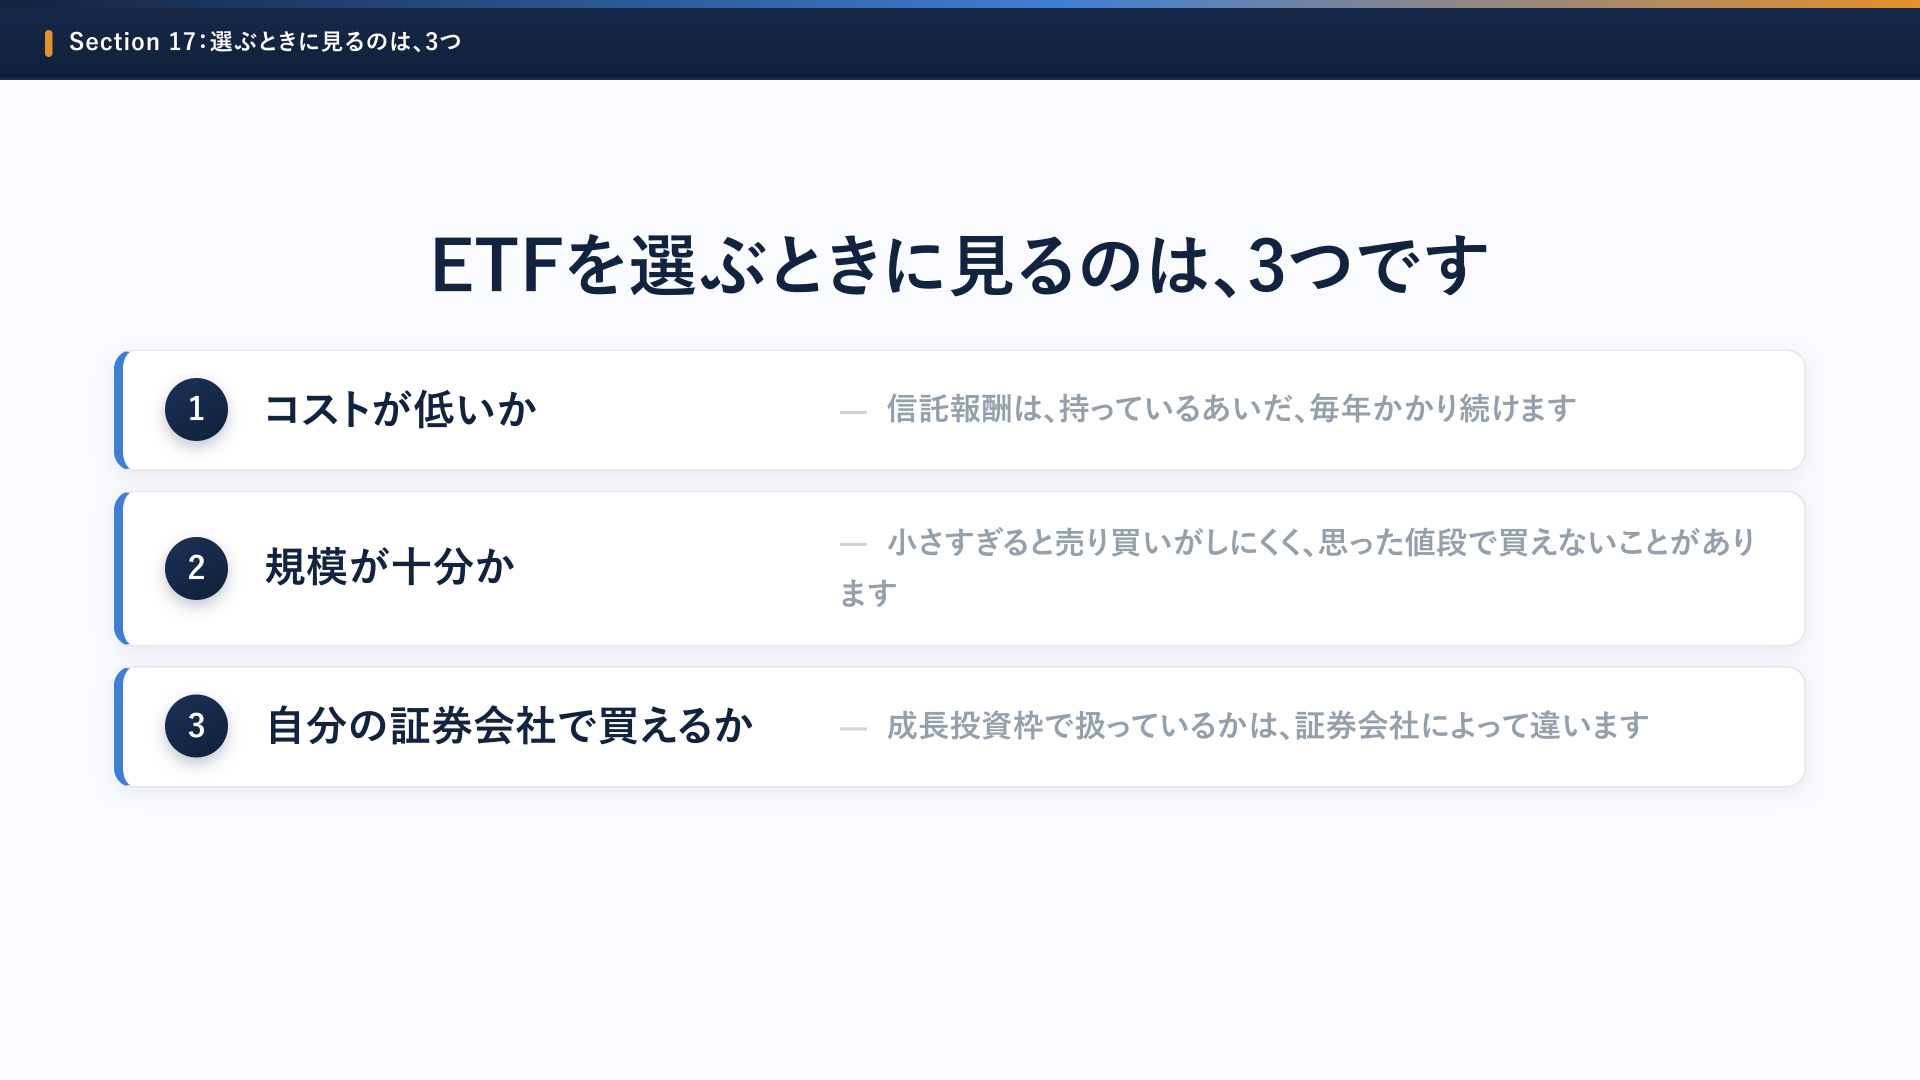 Section 17：選ぶときに見るのは、3つ
ETFを選ぶときに見るのは、3つです
1 コストが低いか — 信託報酬は、持っているあいだ、毎年かかり続けます
2 規模が十分か — 小さすぎると売り買いがしにくく、思った値段で買えないことがあり
ます
3 自分の証券会社で買えるか — 成長投資枠で扱っているかは、証券会社によって違います